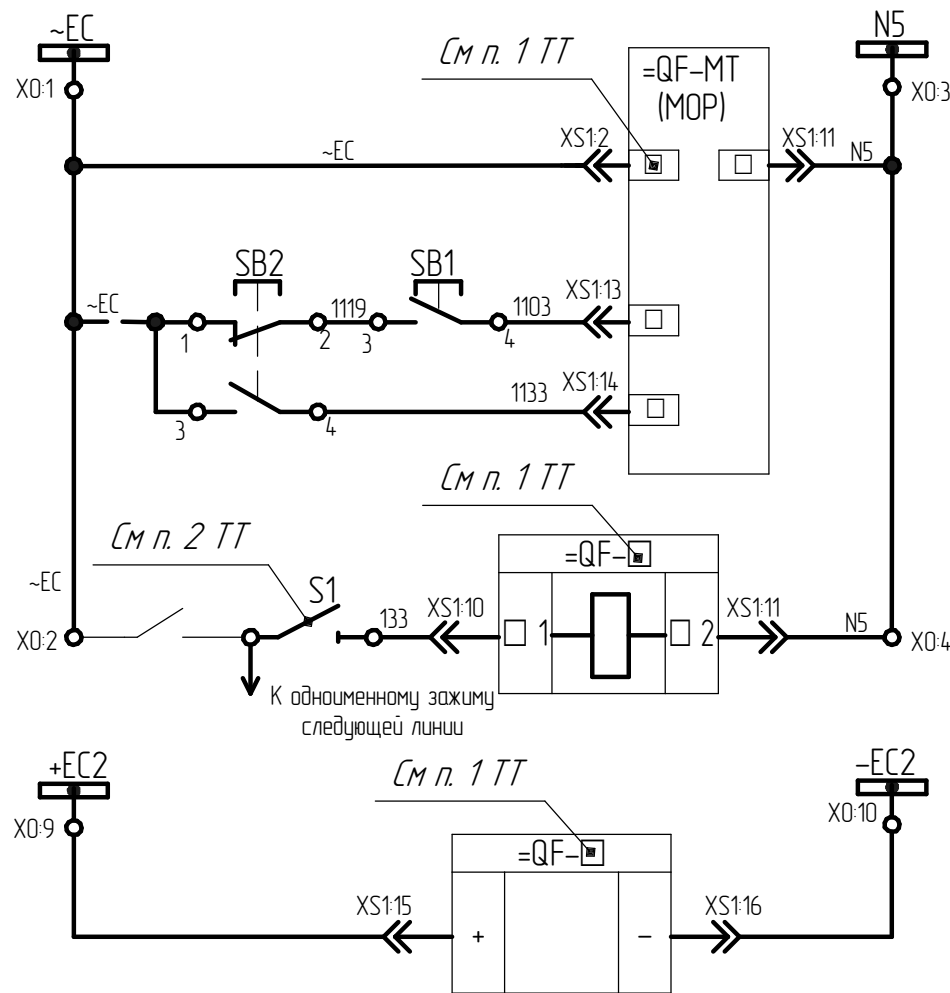 ~EC
N5
См п. 1 ТТ
=QF-MT
(МОР)
X0:1
X0:3
~EC
XS1:2
XS1:11
N5
SB2
SB1
~EC
1119
1103
XS1:13
1
2
3
4
1133
XS1:14
3
4
См п. 1 ТТ
См п. 2 ТТ
=QF-
~EC
S1
133
XS1:10
1
2
XS1:11
N5
X0:2
X0:4
К одноименному зажиму
следующей линии
+EC2
См п. 1 ТТ
-EC2
X0:9
X0:10
=QF-
XS1:15
+
-
XS1:16